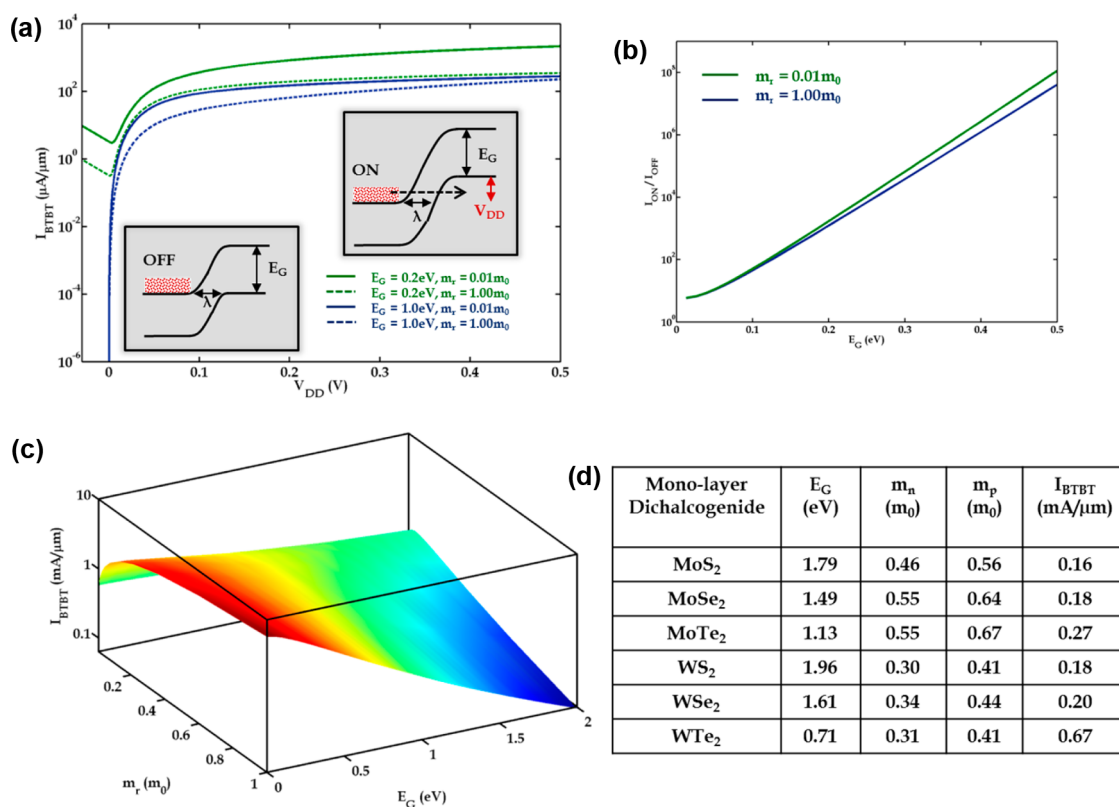 (a)
10^4
10^2
10^0
10^-2
10^-4
10^-6
I_BTBT (μA/μm)
0
0.1
0.2
0.3
0.4
0.5
V_DD (V)
OFF
λ
E_G
ON
λ
E_G
V_DD
E_G = 0.2eV, m_r = 0.01m_0
E_G = 0.2eV, m_r = 1.00m_0
E_G = 1.0eV, m_r = 0.01m_0
E_G = 1.0eV, m_r = 1.00m_0
(b)
10^8
10^6
10^4
10^2
10^0
I_ON / I_OFF
m_r = 0.01m_0
m_r = 1.00m_0
0
0.1
0.2
0.3
0.4
0.5
E_G (eV)
(c)
10
1
0.1
I_BTBT (mA/μm)
0.2
0.4
0.6
0.8
1
m_r (m_0)
0
0.5
1
1.5
2
E_G (eV)
(d)
Mono-layer Dichalcogenide E_G (eV) m_n (m_0) m_p (m_0) I_BTBT (mA/μm)
MoS_2 1.79 0.46 0.56 0.16
MoSe_2 1.49 0.55 0.64 0.18
MoTe_2 1.13 0.55 0.67 0.27
WS_2 1.96 0.30 0.41 0.18
WSe_2 1.61 0.34 0.44 0.20
WTe_2 0.71 0.31 0.41 0.67